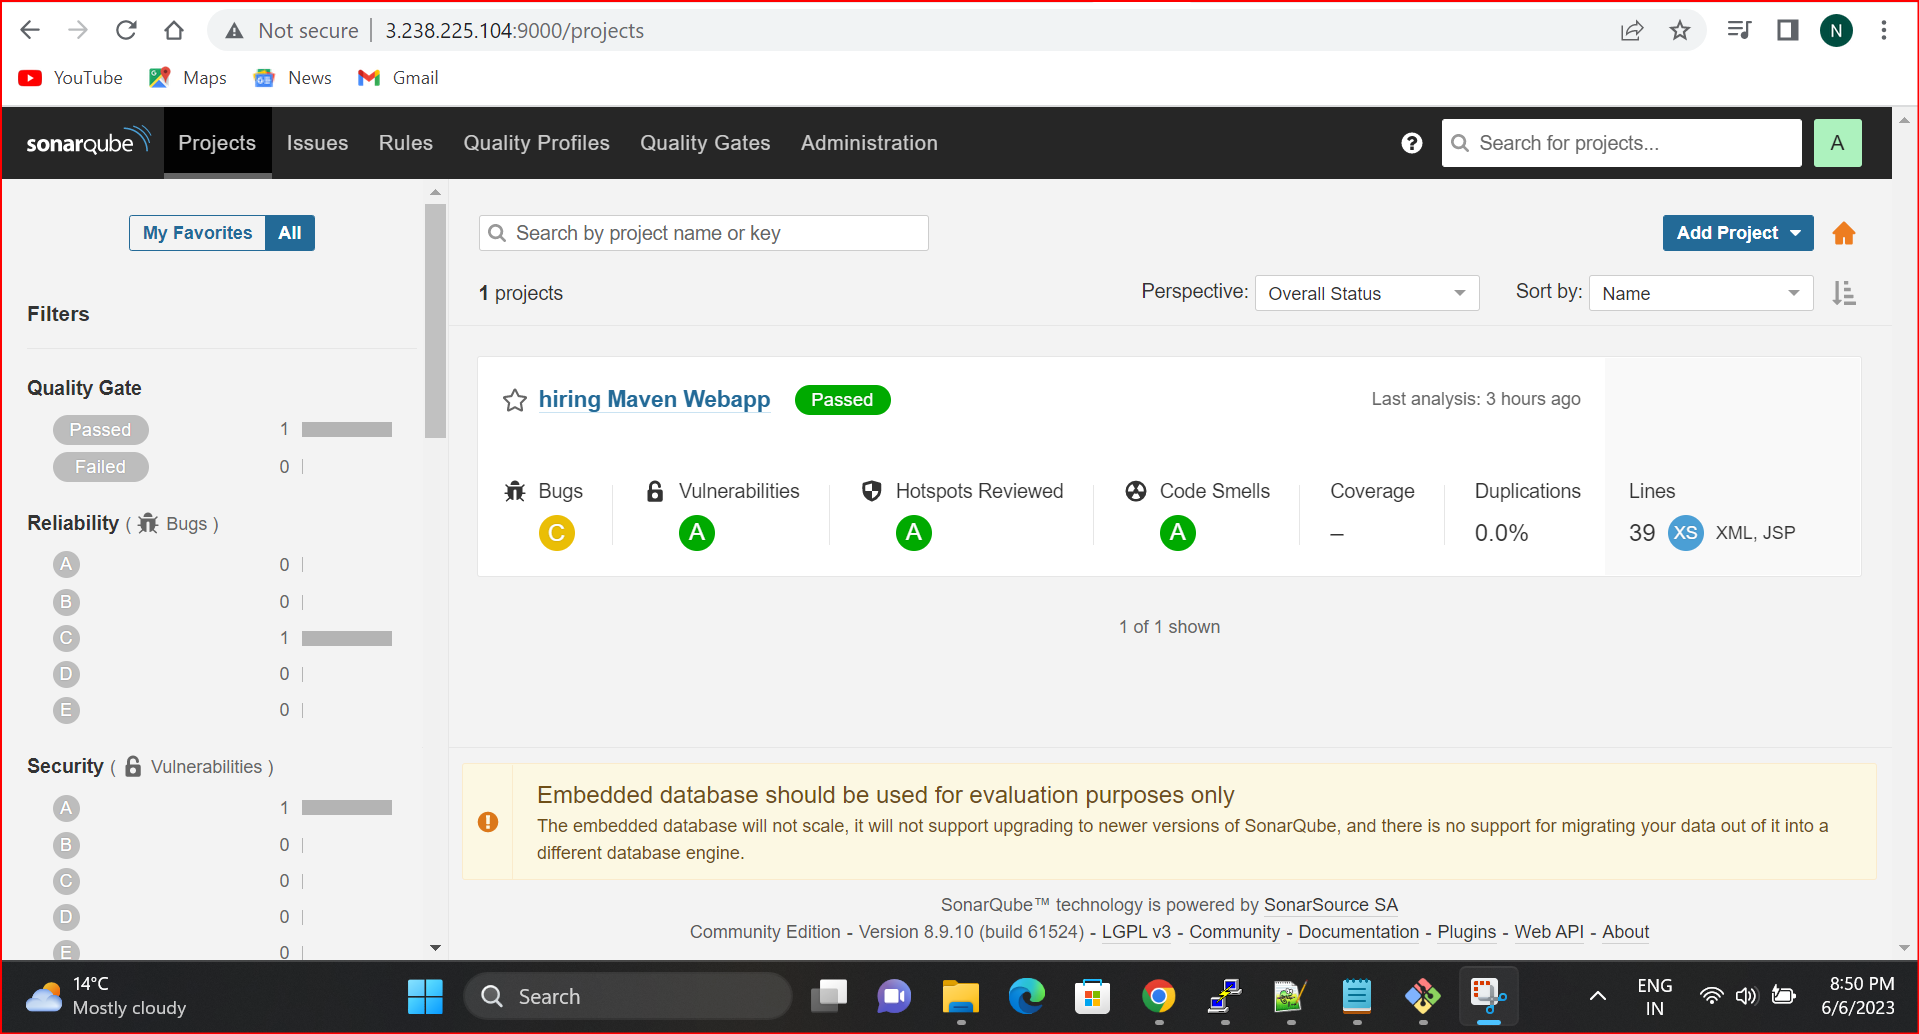 Not secure | 3.238.225.104:9000/projects
N
YouTube Maps News Gmail
sonarqube Projects Issues Rules Quality Profiles Quality Gates Administration ? Search for projects... A
My Favorites All
Search by project name or key
Add Project
1 projects
Perspective: Overall Status
Sort by: Name
Filters
Quality Gate
Passed 1
Failed 0
Reliability ( Bugs )
A 0
B 0
C 1
D 0
E 0
Security ( Vulnerabilities )
A 1
B 0
C 0
D 0
E 0
hiring Maven Webapp Passed
Last analysis: 3 hours ago
Bugs Vulnerabilities Hotspots Reviewed Code Smells Coverage Duplications Lines
C A A A – 0.0% 39 XS XML, JSP
1 of 1 shown
Embedded database should be used for evaluation purposes only
The embedded database will not scale, it will not support upgrading to newer versions of SonarQube, and there is no support for migrating your data out of it into a
different database engine.
SonarQube™ technology is powered by SonarSource SA
Community Edition - Version 8.9.10 (build 61524) - LGPL v3 - Community - Documentation - Plugins - Web API - About
14°C
Mostly cloudy
Search
ENG
IN
8:50 PM
6/6/2023